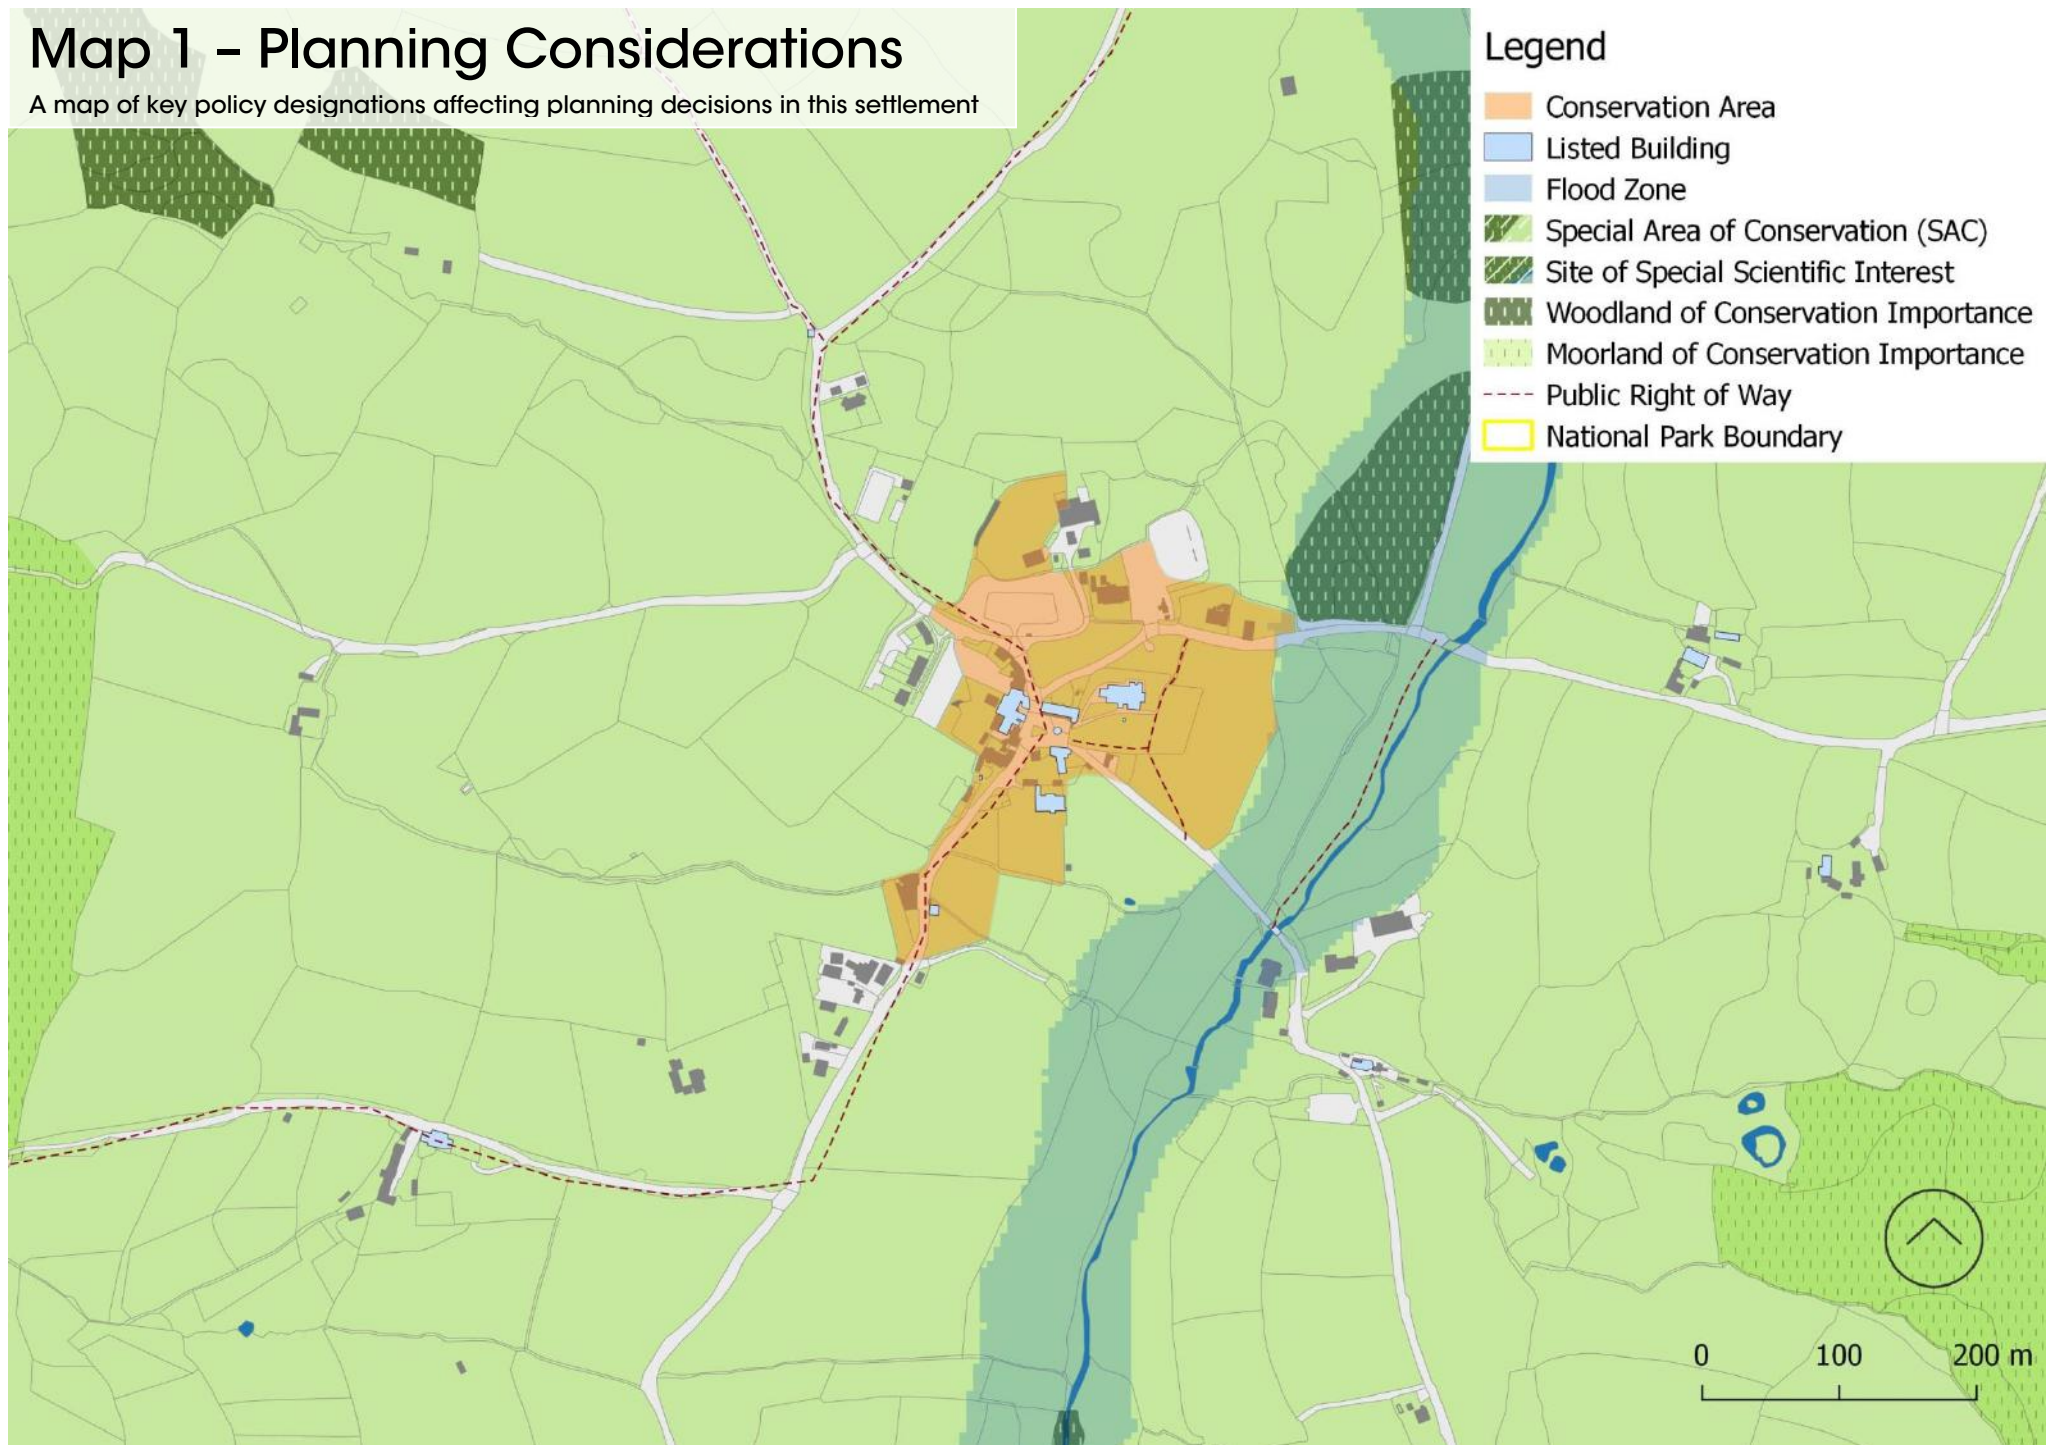 Map 1 – Planning Considerations
A map of key policy designations affecting planning decisions in this settlement
Legend
Conservation Area
Listed Building
Flood Zone
Special Area of Conservation (SAC)
Site of Special Scientific Interest
Woodland of Conservation Importance
Moorland of Conservation Importance
Public Right of Way
National Park Boundary
0 100 200 m